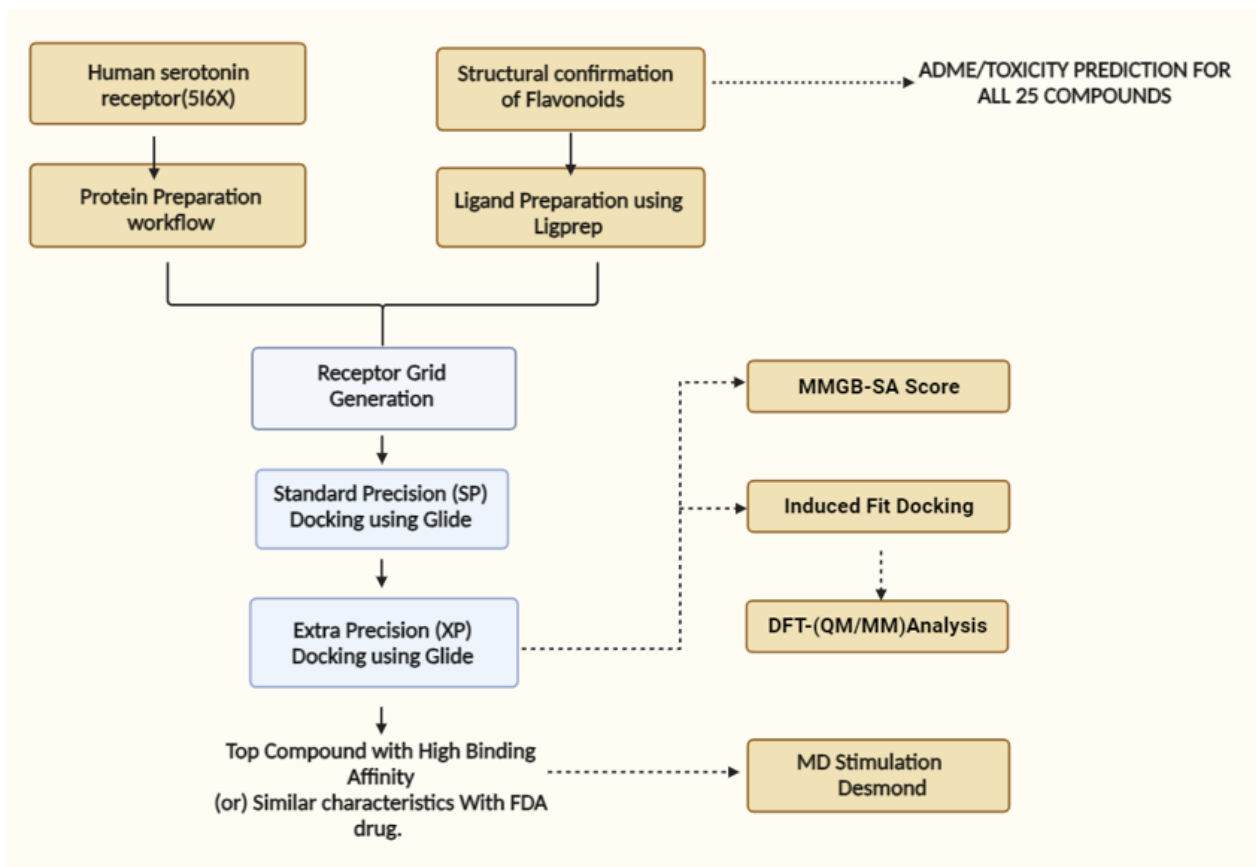 Human serotonin
receptor(5I6X)
Structural confirmation
of Flavonoids
ADME/TOXICITY PREDICTION FOR
ALL 25 COMPOUNDS
Protein Preparation
workflow
Ligand Preparation using
Ligprep
Receptor Grid
Generation
MMGB-SA Score
Standard Precision (SP)
Docking using Glide
Induced Fit Docking
Extra Precision (XP)
Docking using Glide
DFT-(QM/MM)Analysis
Top Compound with High Binding
Affinity
(or) Similar characteristics With FDA
drug.
MD Stimulation
Desmond